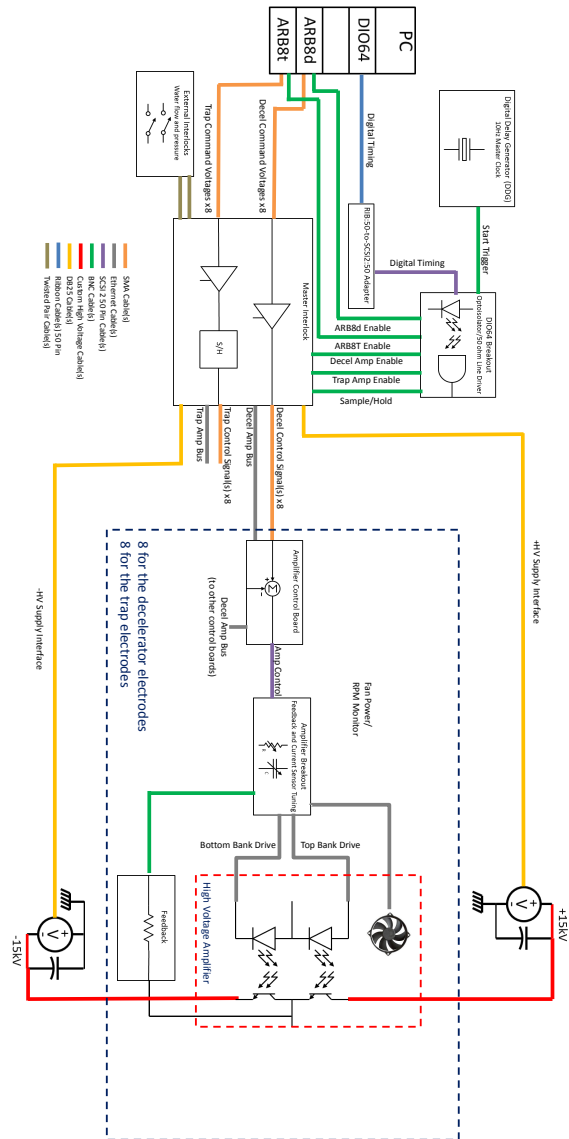 PC
DIO64
ARB8d
ARB8t
Digital Delay Generator (DDG)
10Hz Master Clock
External Interlocks
Water flow and pressure
Start Trigger
Digital Timing
RIB:50-to-SCSI2:50 Adapter
Digital Timing
DIO64 Breakout
Optoisolator/50 ohm Line Driver
Decel Command Voltages x8
Trap Command Voltages x8
ARB8d Enable
ARB8T Enable
Decel Amp Enable
Trap Amp Enable
Sample/Hold
Master Interlock
S/H
SMA Cable(s)
Ethernet Cable(s)
SCSI 2 50 Pin Cable(s)
BNC Cable(s)
Custom High Voltage Cable(s)
DB25 Cable(s)
Ribbon Cable(s) 50 Pin
Twisted Pair Cable(s)
Decel Control Signal(s) x8
Decel Amp Bus
Trap Control Signal(s) x8
Trap Amp Bus
+HV Supply Interface
-HV Supply Interface
8 for the decelerator electrodes
8 for the trap electrodes
Amplifier Control Board
Σ
+
-
Decel Amp Bus
(to other control boards)
Amp Control
Fan Power/
RPM Monitor
Amplifier Breakout
Feedback and Current Sensor Tuning
R
C
Bottom Bank Drive
Top Bank Drive
High Voltage Amplifier
Feedback
+15kV
+
V
-
-15kV
+
V
-